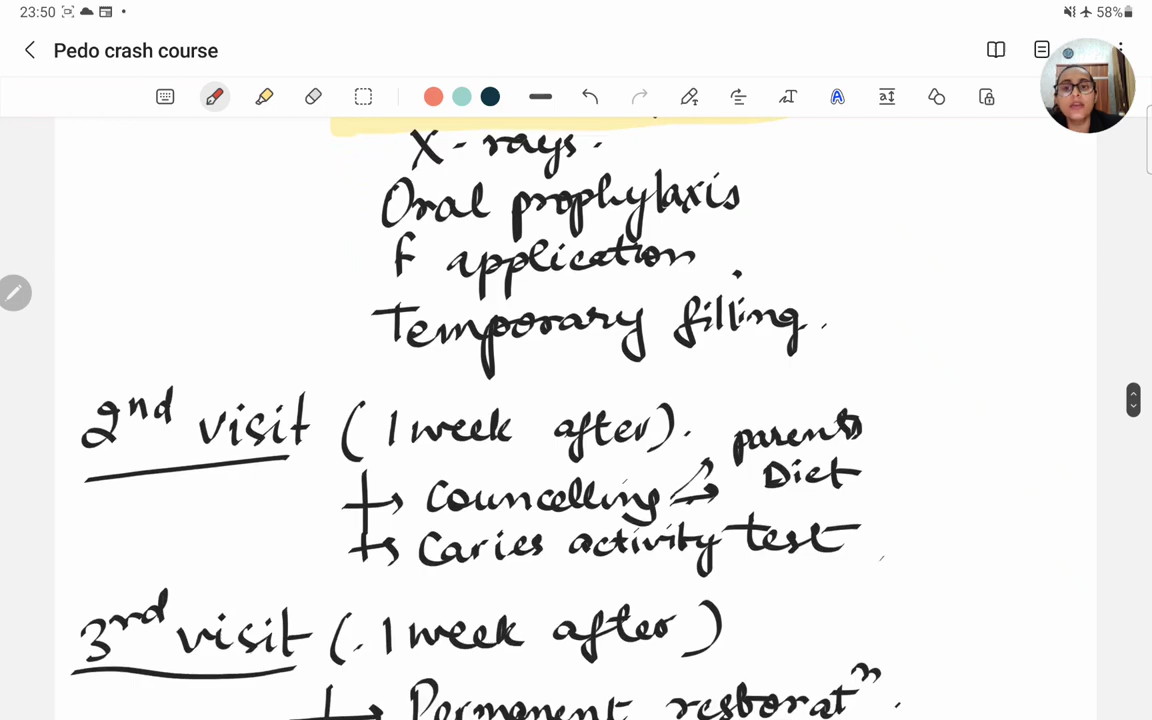 23:50
58%
Pedo crash course
X-rays.
Oral prophylaxis
F application
Temporary filling.
2nd visit (1 week after). parents
Councelling Diet
Caries activity test
3rd visit (. 1 week after)
Permanent restoratn.